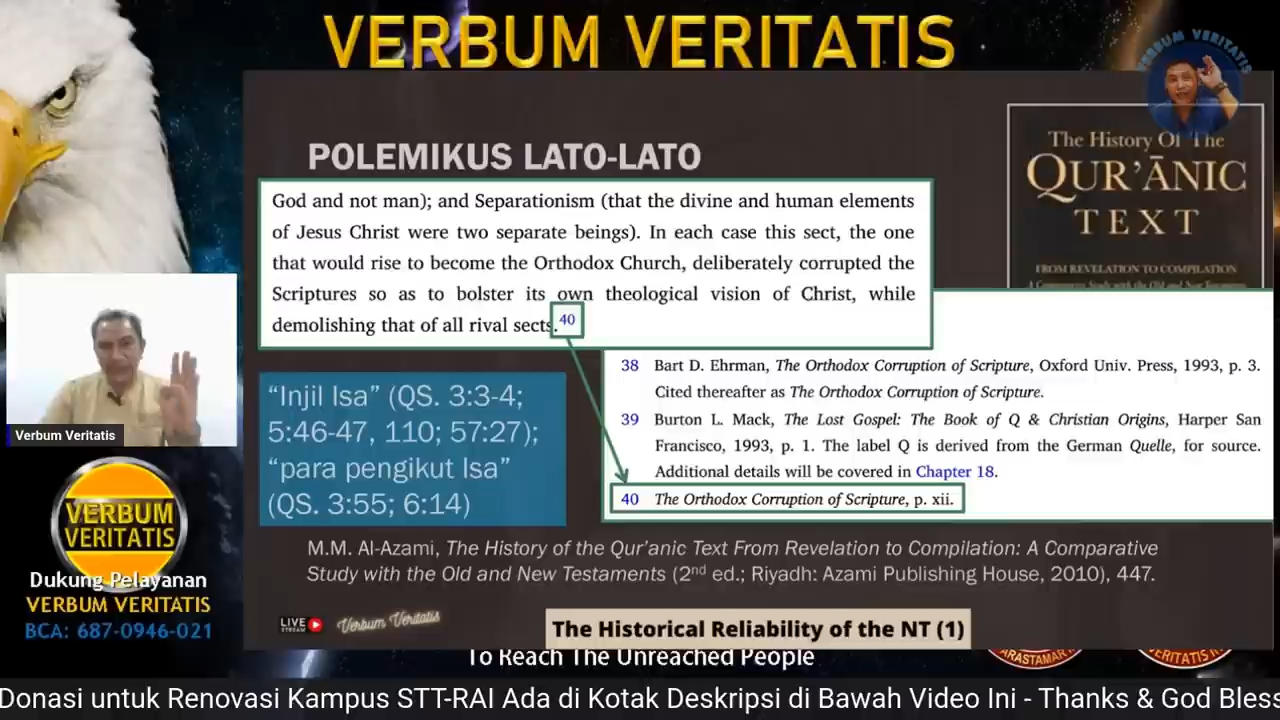 VERBUM VERITATIS
VERBUM VERITATIS
POLEMIKUS LATO-LATO
The History Of The
QUR'ĀNIC
TEXT
FROM REVELATION TO COMPILATION
God and not man); and Separationism (that the divine and human elements
of Jesus Christ were two separate beings). In each case this sect, the one
that would rise to become the Orthodox Church, deliberately corrupted the
Scriptures so as to bolster its own theological vision of Christ, while
demolishing that of all rival sects.40
38 Bart D. Ehrman, The Orthodox Corruption of Scripture, Oxford Univ. Press, 1993, p. 3.
Cited thereafter as The Orthodox Corruption of Scripture.
39 Burton L. Mack, The Lost Gospel: The Book of Q & Christian Origins, Harper San
Francisco, 1993, p. 1. The label Q is derived from the German Quelle, for source.
Additional details will be covered in Chapter 18.
40 The Orthodox Corruption of Scripture, p. xii.
“Injil Isa” (QS. 3:3-4;
5:46-47, 110; 57:27);
“para pengikut Isa”
(QS. 3:55; 6:14)
Verbum Veritatis
VERBUM
VERITATIS
Dukung Pelayanan
VERBUM VERITATIS
BCA: 687-0946-021
M.M. Al-Azami, The History of the Qur'anic Text From Revelation to Compilation: A Comparative
Study with the Old and New Testaments (2nd ed.; Riyadh: Azami Publishing House, 2010), 447.
LIVE
STREAM
Verbum Veritatis
The Historical Reliability of the NT (1)
To Reach The Unreached People
Donasi untuk Renovasi Kampus STT-RAI Ada di Kotak Deskripsi di Bawah Video Ini - Thanks & God Bless